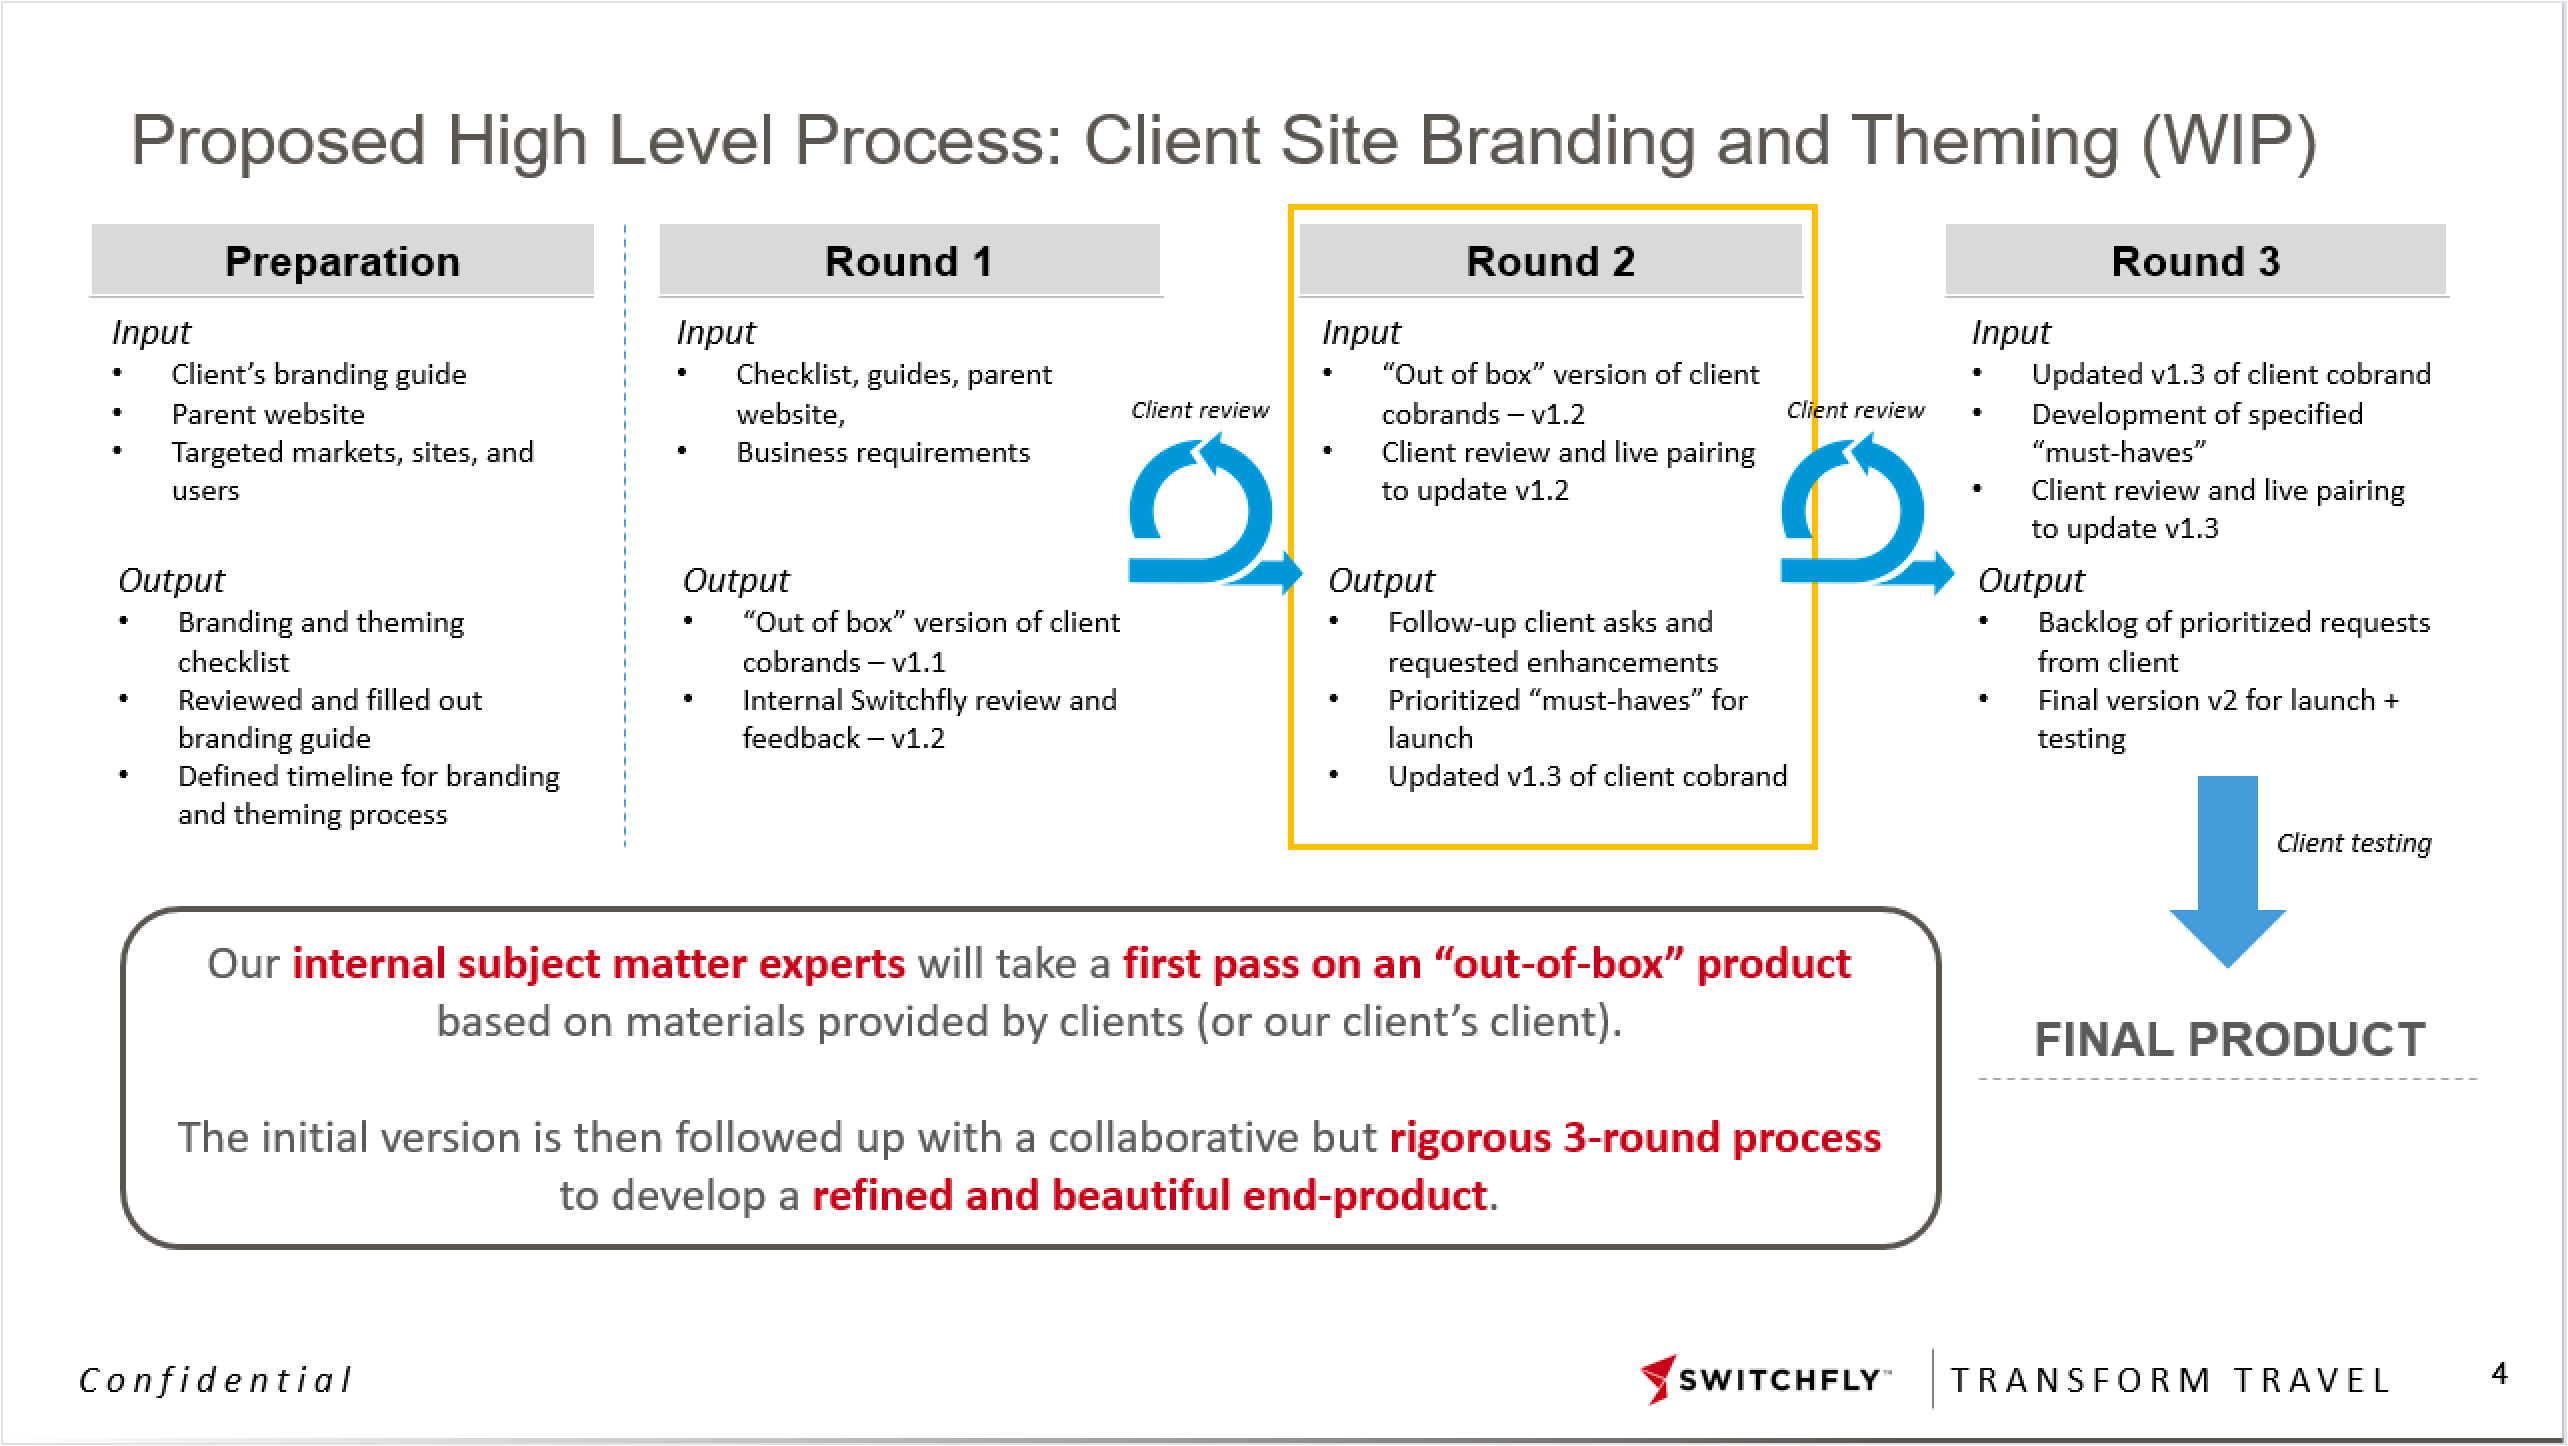 Proposed High Level Process: Client Site Branding and Theming (WIP)
Preparation
Input
• Client’s branding guide
• Parent website
• Targeted markets, sites, and
users
Output
• Branding and theming
checklist
• Reviewed and filled out
branding guide
• Defined timeline for branding
and theming process
Round 1
Input
• Checklist, guides, parent
website,
• Business requirements
Output
• “Out of box” version of client
cobrands – v1.1
• Internal Switchfly review and
feedback – v1.2
Client review
Round 2
Input
• “Out of box” version of client
cobrands – v1.2
• Client review and live pairing
to update v1.2
Output
• Follow-up client asks and
requested enhancements
• Prioritized “must-haves” for
launch
• Updated v1.3 of client cobrand
Client review
Round 3
Input
• Updated v1.3 of client cobrand
• Development of specified
“must-haves”
• Client review and live pairing
to update v1.3
Output
• Backlog of prioritized requests
from client
• Final version v2 for launch +
testing
Client testing
FINAL PRODUCT
Our internal subject matter experts will take a first pass on an “out-of-box” product
based on materials provided by clients (or our client’s client).
The initial version is then followed up with a collaborative but rigorous 3-round process
to develop a refined and beautiful end-product.
Confidential
SWITCHFLY™
TRANSFORM TRAVEL
4